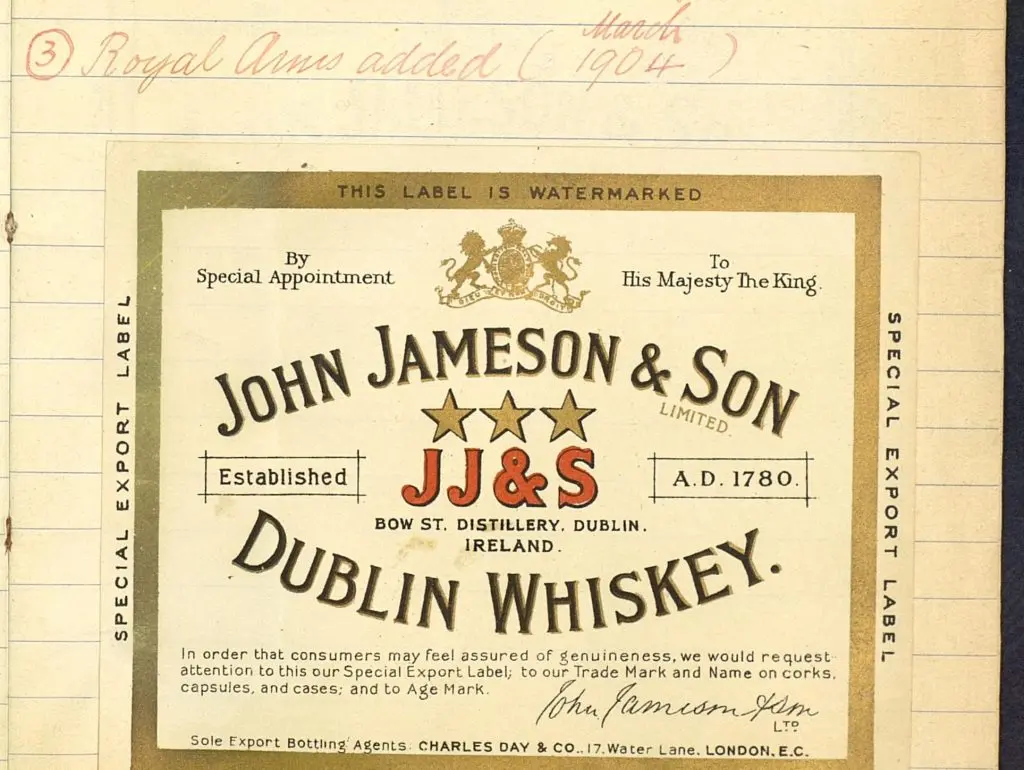 ③ Royal Arms added (March 1904)
THIS LABEL IS WATERMARKED
By
Special Appointment
To
His Majesty The King.
DIEU ET MON DROIT
JOHN JAMESON & SON
LIMITED.
JJ&S
Established
A.D. 1780.
BOW ST. DISTILLERY. DUBLIN.
IRELAND.
DUBLIN WHISKEY.
In order that consumers may feel assured of genuineness, we would request
attention to this our Special Export Label; to our Trade Mark and Name on corks,
capsules, and cases; and to Age Mark.
John Jameson & Son
LTD
Sole Export Bottling Agents: CHARLES DAY & CO., 17, Water Lane, LONDON, E.C.
SPECIAL EXPORT LABEL
SPECIAL EXPORT LABEL